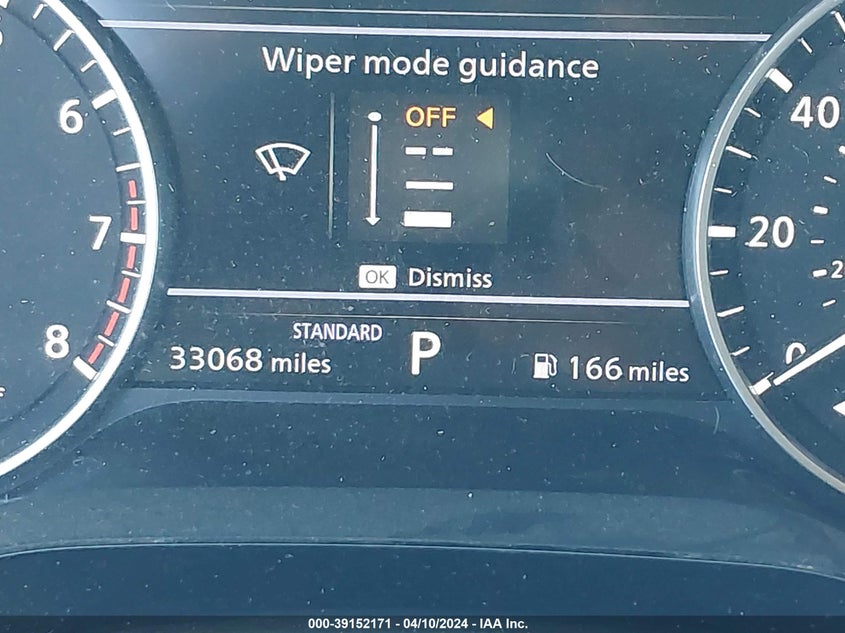 Wiper mode guidance
OFF
OK Dismiss
STANDARD
33068 miles
P
166 miles
6
7
8
40
20
0
000-39152171 - 04/10/2024 - IAA Inc.